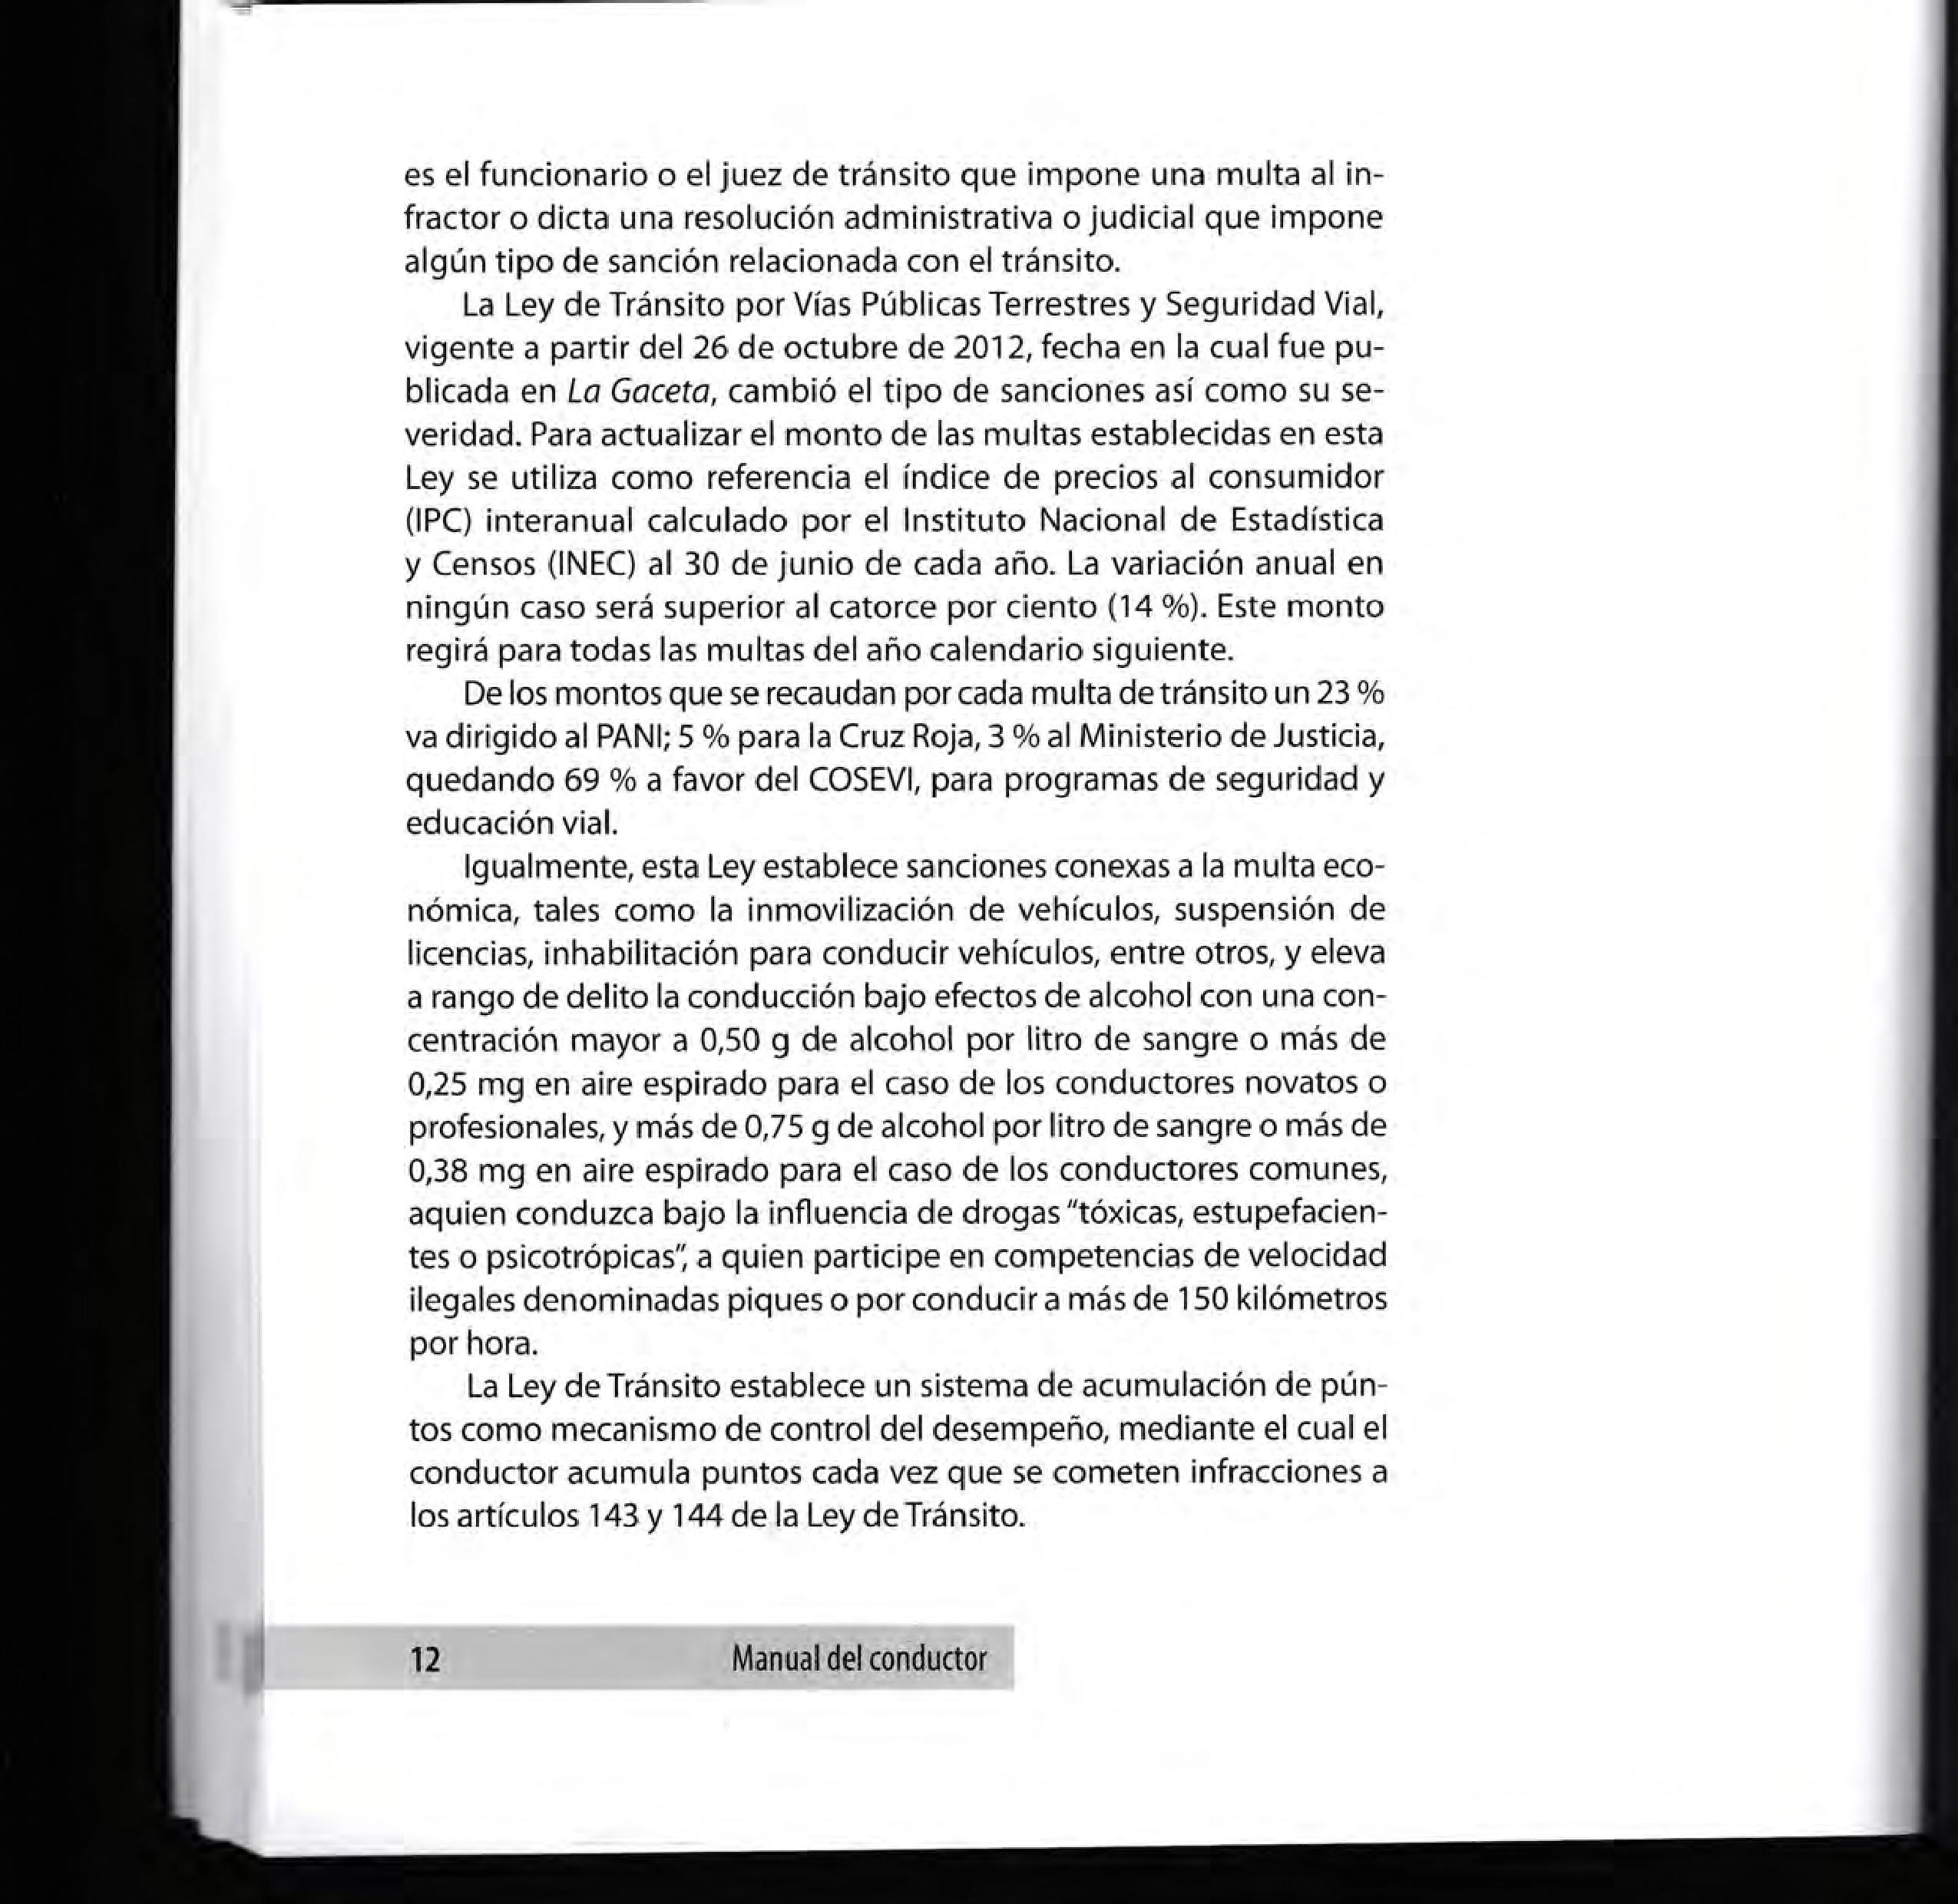 es el funcionario o el juez de tránsito que impone una multa al in-
fractor o dicta una resolución administrativa o judicial que impone
algún tipo de sanción relacionada con el tránsito.
La Ley de Tránsito por Vías Públicas Terrestres y Seguridad Vial,
vigente a partir del 26 de octubre de 2012, fecha en la cual fue pu-
blicada en La Gaceta, cambió el tipo de sanciones así como su se-
veridad. Para actualizar el monto de las multas establecidas en esta
Ley se utiliza como referencia el índice de precios al consumidor
(IPC) interanual calculado por el Instituto Nacional de Estadística
y Censos (INEC) al 30 de junio de cada año. La variación anual en
ningún caso será superior al catorce por ciento (14 %). Este monto
regirá para todas las multas del año calendario siguiente.
De los montos que se recaudan por cada multa de tránsito un 23 %
va dirigido al PANI; 5 % para la Cruz Roja, 3 % al Ministerio de Justicia,
quedando 69 % a favor del COSEVI, para programas de seguridad y
educación vial.
Igualmente, esta Ley establece sanciones conexas a la multa eco-
nómica, tales como la inmovilización de vehículos, suspensión de
licencias, inhabilitación para conducir vehículos, entre otros, y eleva
a rango de delito la conducción bajo efectos de alcohol con una con-
centración mayor a 0,50 g de alcohol por litro de sangre o más de
0,25 mg en aire espirado para el caso de los conductores novatos o
profesionales, y más de 0,75 g de alcohol por litro de sangre o más de
0,38 mg en aire espirado para el caso de los conductores comunes,
aquien conduzca bajo la influencia de drogas "tóxicas, estupefacien-
tes o psicotrópicas", a quien participe en competencias de velocidad
ilegales denominadas piques o por conducir a más de 150 kilómetros
por hora.
La Ley de Tránsito establece un sistema de acumulación de pún-
tos como mecanismo de control del desempeño, mediante el cual el
conductor acumula puntos cada vez que se cometen infracciones a
los artículos 143 y 144 de la Ley de Tránsito.
12 Manual del conductor